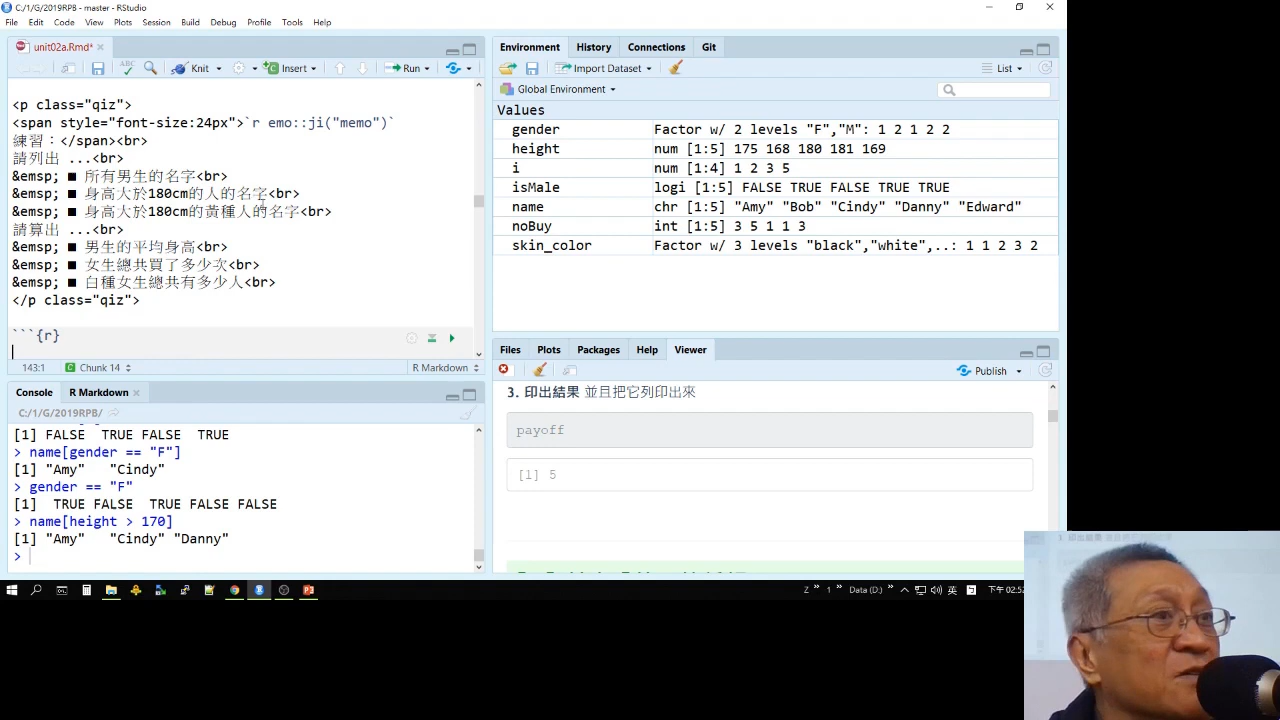 C:/1/G/2019RPB - master - RStudio
File Edit Code View Plots Session Build Debug Profile Tools Help
unit02a.Rmd*
ABC Knit Insert Run
<p class="qiz">
<span style="font-size:24px">`r emo::ji("memo")`
練習：</span><br>
請列出 ...<br>
&emsp; ■ 所有男生的名字<br>
&emsp; ■ 身高大於180cm的人的名字<br>
&emsp; ■ 身高大於180cm的黃種人的名字<br>
請算出 ...<br>
&emsp; ■ 男生的平均身高<br>
&emsp; ■ 女生總共買了多少次<br>
&emsp; ■ 白種女生總共有多少人<br>
</p class="qiz">
```{r}
143:1 Chunk 14 R Markdown
Console R Markdown
C:/1/G/2019RPB/
[1] FALSE TRUE FALSE TRUE
> name[gender == "F"]
[1] "Amy" "Cindy"
> gender == "F"
[1] TRUE FALSE TRUE FALSE FALSE
> name[height > 170]
[1] "Amy" "Cindy" "Danny"
>
Environment History Connections Git
Import Dataset List
Global Environment
Values
gender Factor w/ 2 levels "F","M": 1 2 1 2 2
height num [1:5] 175 168 180 181 169
i num [1:4] 1 2 3 5
isMale logi [1:5] FALSE TRUE FALSE TRUE TRUE
name chr [1:5] "Amy" "Bob" "Cindy" "Danny" "Edward"
noBuy int [1:5] 3 5 1 1 3
skin_color Factor w/ 3 levels "black","white",..: 1 1 2 3 2
Files Plots Packages Help Viewer
Publish
3. 印出結果 並且把它列印出來
payoff
[1] 5
Z » 1 » Data (D:) » 英 下午 02:52